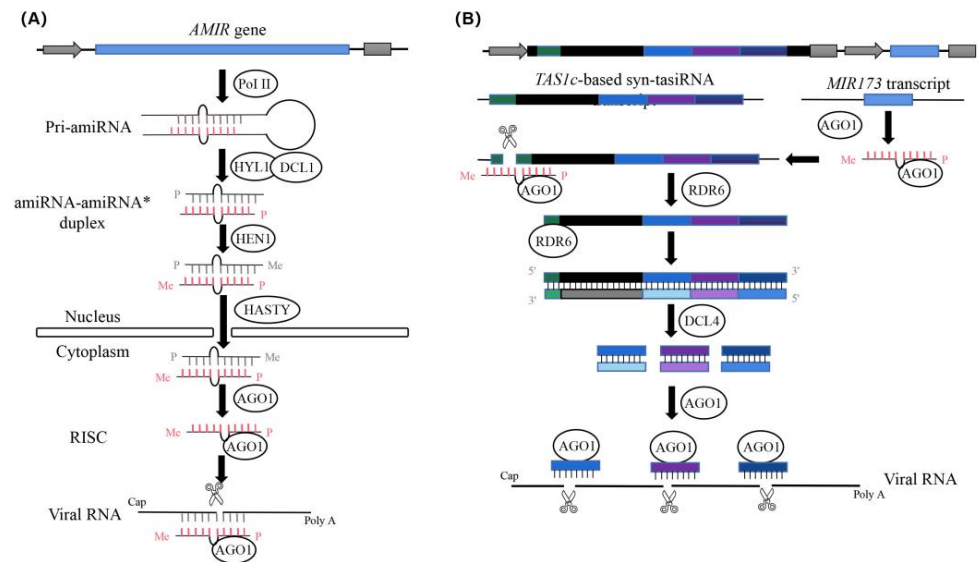 (A)
AMIR gene
Pol II
Pri-amiRNA
HYL1
DCL1
P
amiRNA-amiRNA*
duplex
P
HEN1
P
Me
Me
P
HASTY
Nucleus
Cytoplasm
P
Me
Me
P
AGO1
Me
P
RISC
AGO1
Cap
Viral RNA
Poly A
Me
P
AGO1
(B)
TAS1c-based syn-tasiRNA
MIR173 transcript
AGO1
Me
P
AGO1
Me
P
AGO1
RDR6
RDR6
5'
3'
3'
5'
DCL4
AGO1
AGO1
AGO1
AGO1
Cap
Viral RNA
Poly A